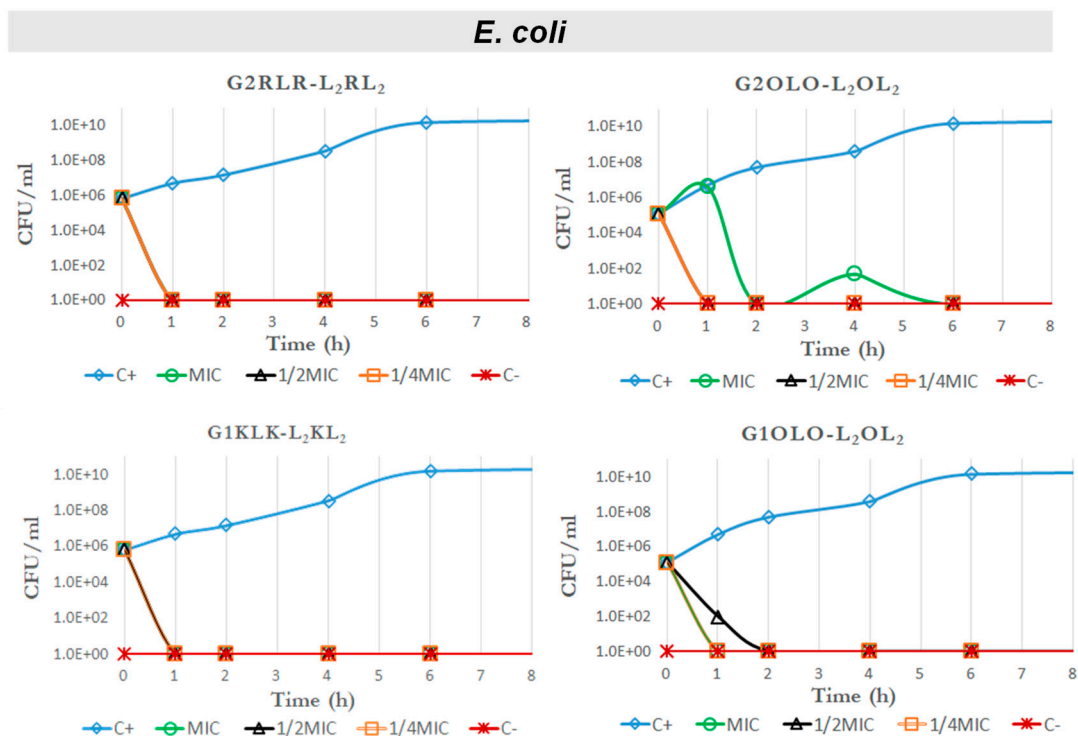 E. coli
G2RLR-L₂RL₂
CFU/ml
1.0E+10
1.0E+08
1.0E+06
1.0E+04
1.0E+02
1.0E+00
0 1 2 3 4 5 6 7 8
Time (h)
C+ MIC 1/2MIC 1/4MIC C-
G2OLO-L₂OL₂
CFU/ml
1.0E+10
1.0E+08
1.0E+06
1.0E+04
1.0E+02
1.0E+00
0 1 2 3 4 5 6 7 8
Time (h)
C+ MIC 1/2MIC 1/4MIC C-
G1KLK-L₂KL₂
CFU/ml
1.0E+10
1.0E+08
1.0E+06
1.0E+04
1.0E+02
1.0E+00
0 1 2 3 4 5 6 7 8
Time (h)
C+ MIC 1/2MIC 1/4MIC C-
G1OLO-L₂OL₂
CFU/ml
1.0E+10
1.0E+08
1.0E+06
1.0E+04
1.0E+02
1.0E+00
0 1 2 3 4 5 6 7 8
Time (h)
C+ MIC 1/2MIC 1/4MIC C-